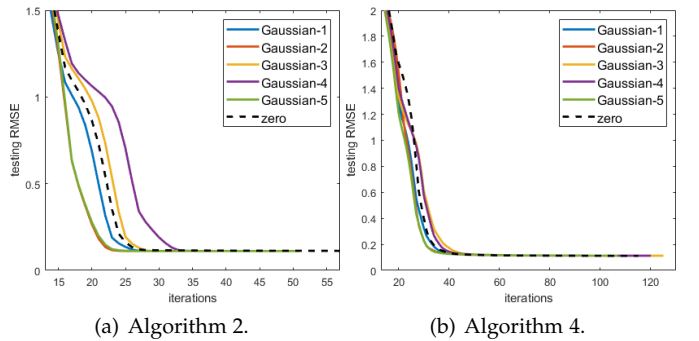 1.5
1
0.5
0
testing RMSE
15 20 25 30 35 40 45 50 55
iterations
Gaussian-1
Gaussian-2
Gaussian-3
Gaussian-4
Gaussian-5
zero
(a) Algorithm 2.
2
1.8
1.6
1.4
1.2
1
0.8
0.6
0.4
0.2
0
testing RMSE
20 40 60 80 100 120
iterations
Gaussian-1
Gaussian-2
Gaussian-3
Gaussian-4
Gaussian-5
zero
(b) Algorithm 4.